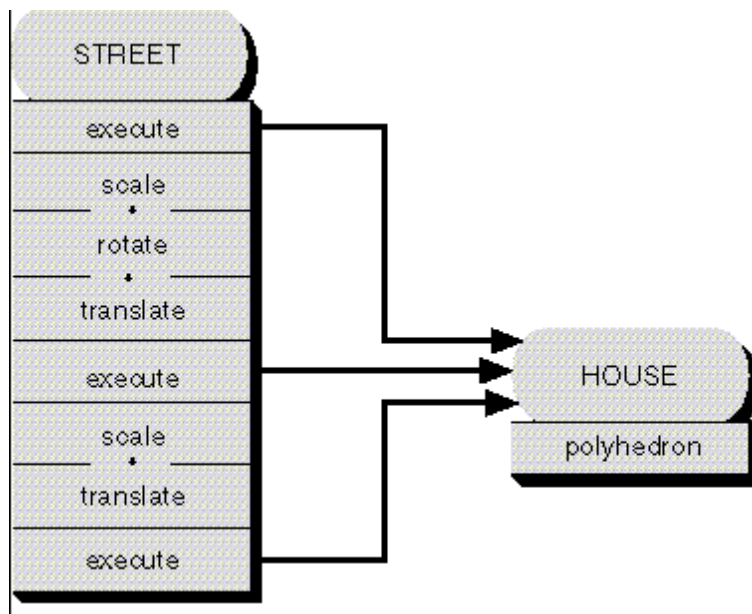 STREET
execute
scale
rotate
translate
execute
scale
translate
execute
HOUSE
polyhedron